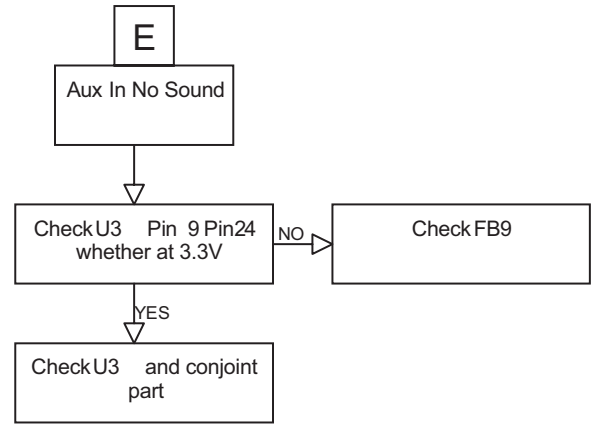 E
Aux In No Sound
Check U3 Pin 9 Pin24
whether at 3.3V
NO
Check FB9
YES
Check U3 and conjoint
part